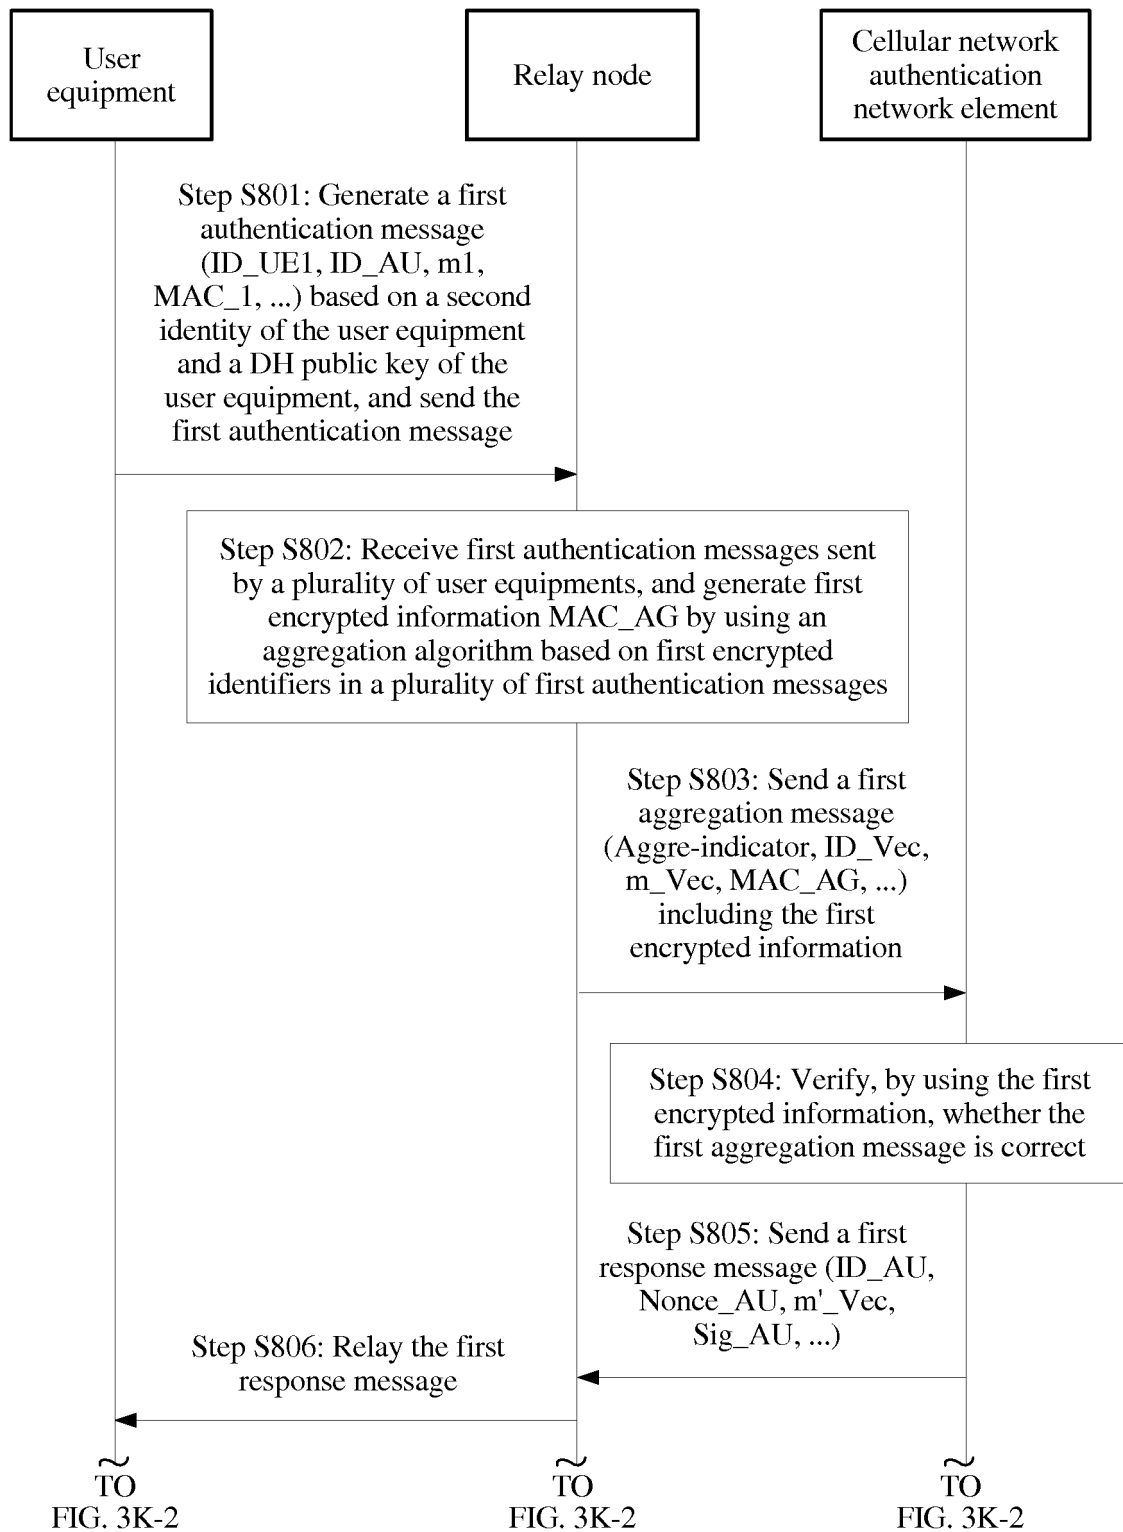 User
equipment
Relay node
Cellular network
authentication
network element
Step S801: Generate a first
authentication message
(ID_UE1, ID_AU, m1,
MAC_1, ...) based on a second
identity of the user equipment
and a DH public key of the
user equipment, and send the
first authentication message
Step S802: Receive first authentication messages sent
by a plurality of user equipments, and generate first
encrypted information MAC_AG by using an
aggregation algorithm based on first encrypted
identifiers in a plurality of first authentication messages
Step S803: Send a first
aggregation message
(Aggre-indicator, ID_Vec,
m_Vec, MAC_AG, ...)
including the first
encrypted information
Step S804: Verify, by using the first
encrypted information, whether the
first aggregation message is correct
Step S805: Send a first
response message (ID_AU,
Nonce_AU, m'_Vec,
Sig_AU, ...)
Step S806: Relay the first
response message
TO
FIG. 3K-2
TO
FIG. 3K-2
TO
FIG. 3K-2